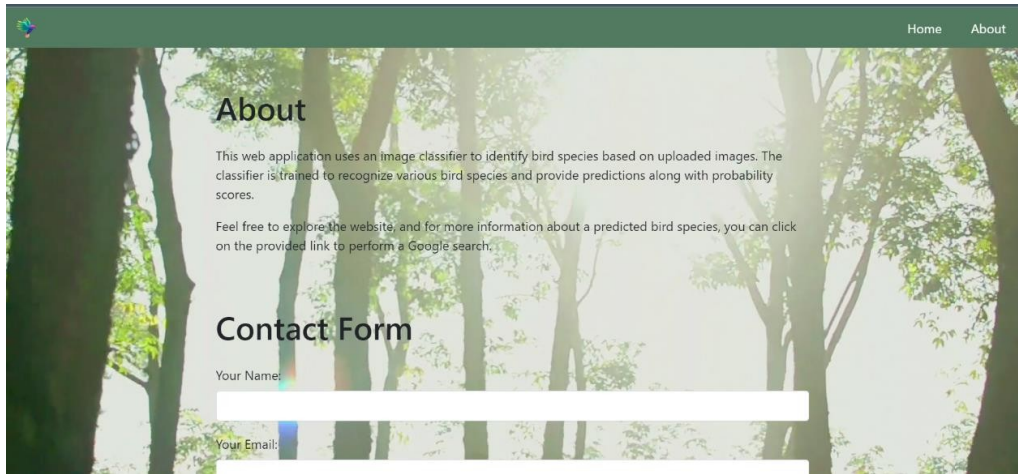 Home About
About
This web application uses an image classifier to identify bird species based on uploaded images. The
classifier is trained to recognize various bird species and provide predictions along with probability
scores.
Feel free to explore the website, and for more information about a predicted bird species, you can click
on the provided link to perform a Google search.
Contact Form
Your Name:
Your Email: